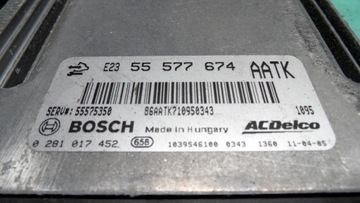 E23 55 577 674 AATK
SERV#: 55575350 86AATK710950343 1095
BOSCH Made in Hungary ACDelco
0 281 017 452 656 1039S46100 0343 1360 11-04-05